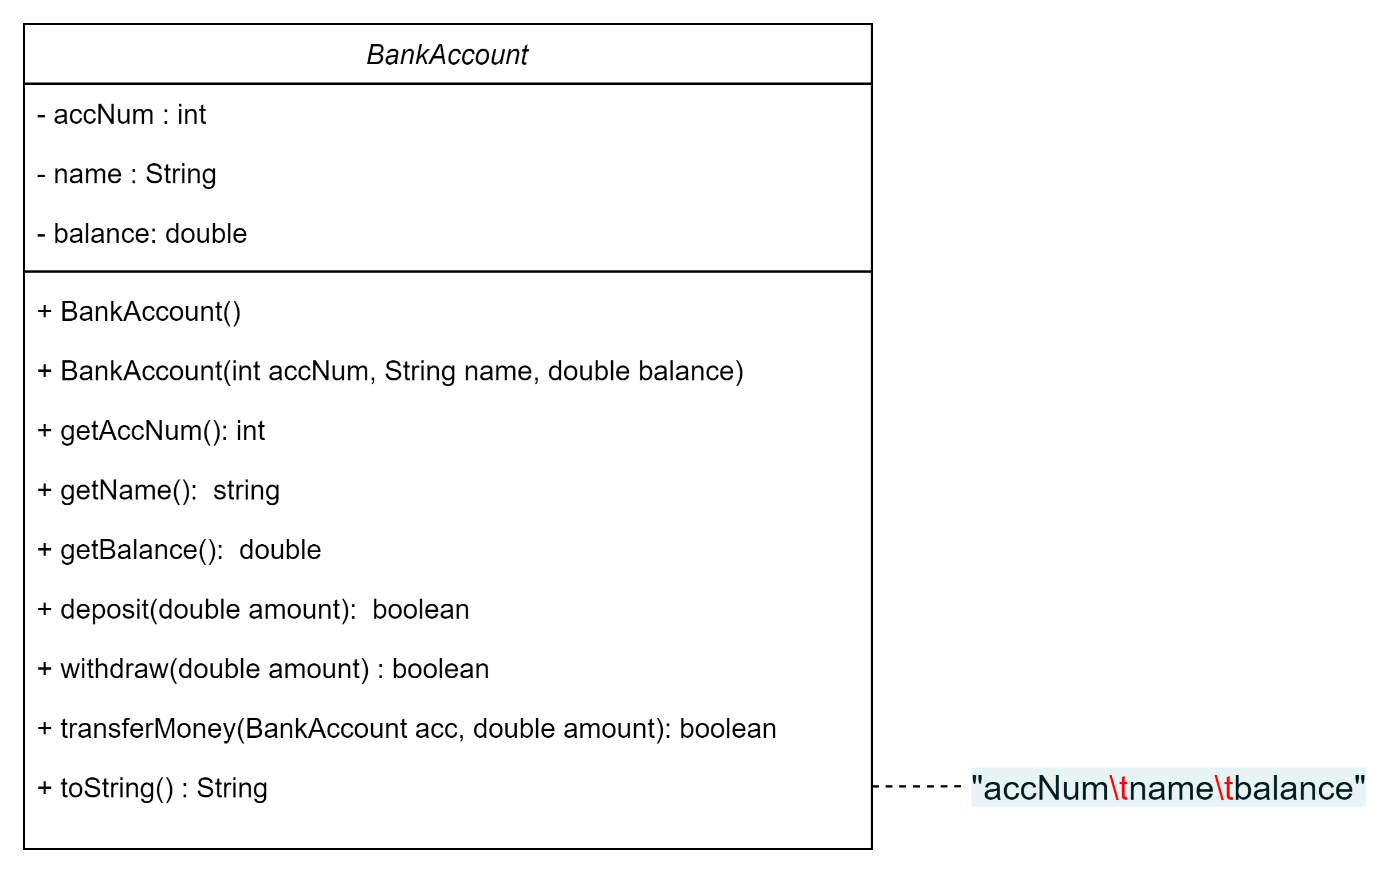 BankAccount
- accNum : int
- name : String
- balance: double
+ BankAccount()
+ BankAccount(int accNum, String name, double balance)
+ getAccNum(): int
+ getName():  string
+ getBalance():  double
+ deposit(double amount):  boolean
+ withdraw(double amount) : boolean
+ transferMoney(BankAccount acc, double amount): boolean
+ toString() : String
"accNum\tname\tbalance"